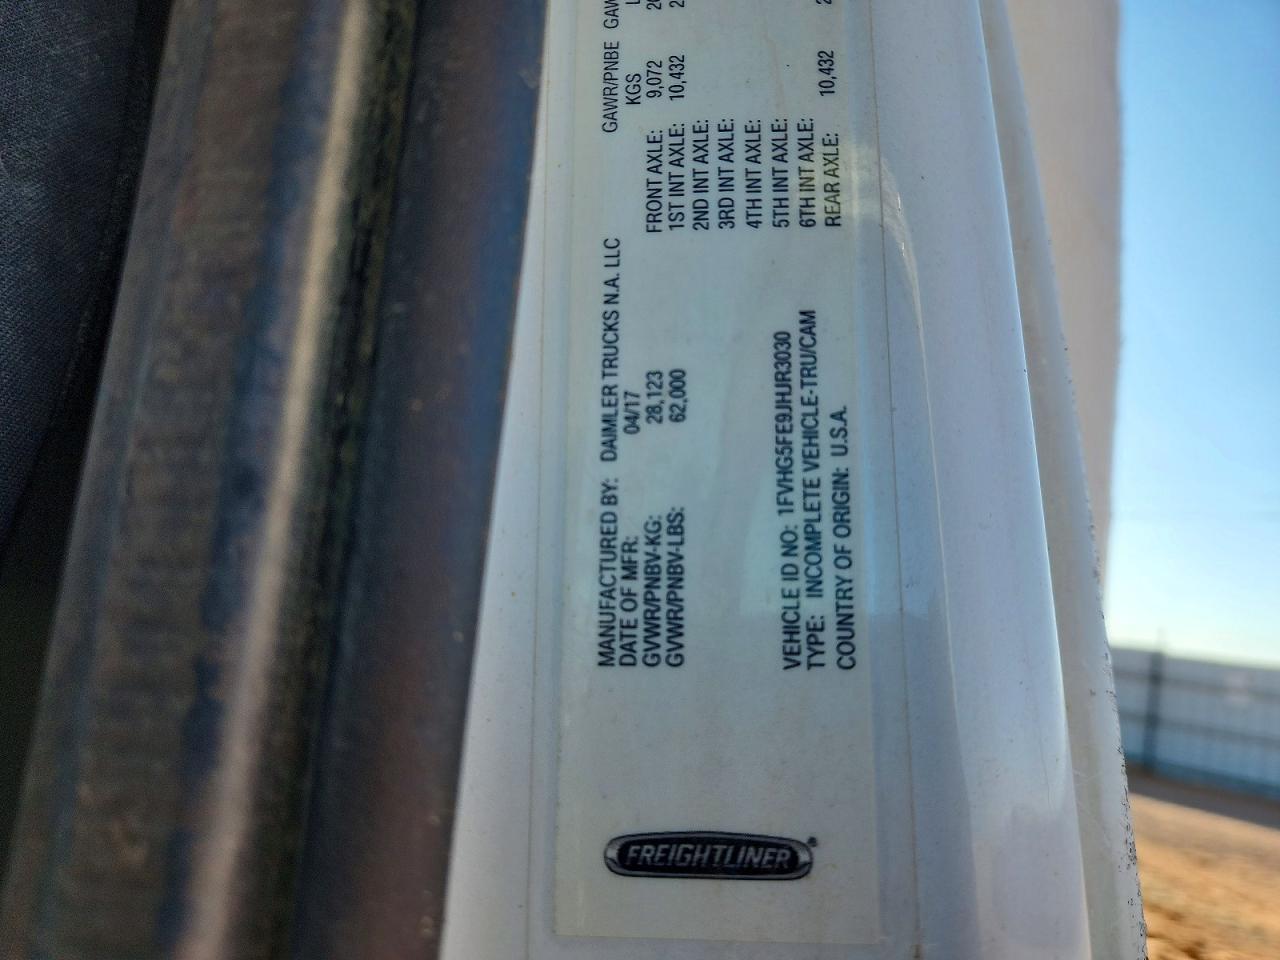 FREIGHTLINER®
MANUFACTURED BY: DAIMLER TRUCKS N.A. LLC
DATE OF MFR: 04/17
GVWR/PNBV-KG: 28,123
GVWR/PNBV-LBS: 62,000
VEHICLE ID NO: 1FVHG5FE9JHJR3030
TYPE: INCOMPLETE VEHICLE-TRU/CAM
COUNTRY OF ORIGIN: U.S.A.
GAWR/PNBE
KGS
FRONT AXLE: 9,072
1ST INT AXLE: 10,432
2ND INT AXLE:
3RD INT AXLE:
4TH INT AXLE:
5TH INT AXLE:
6TH INT AXLE:
REAR AXLE: 10,432